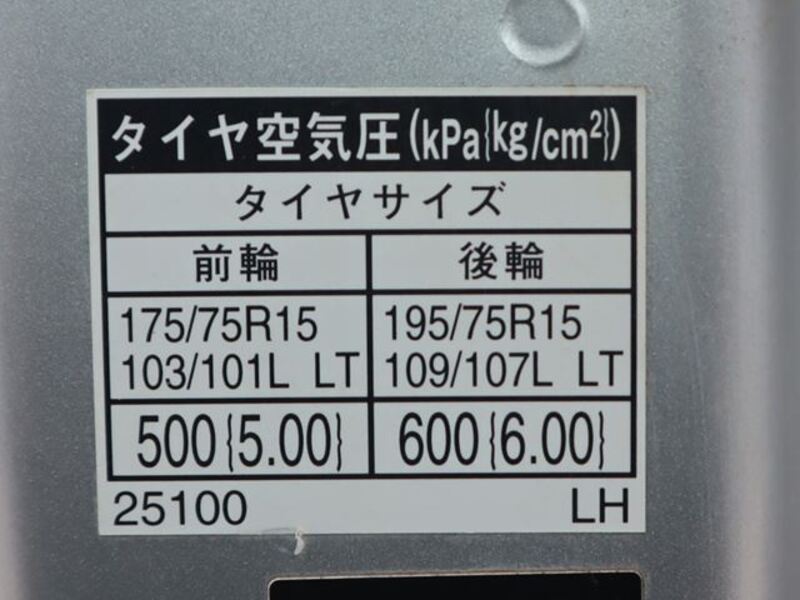 タイヤ空気圧(kPa{kg/cm²})
タイヤサイズ
前輪 後輪
175/75R15 195/75R15
103/101L LT 109/107L LT
500{5.00} 600{6.00}
25100 LH